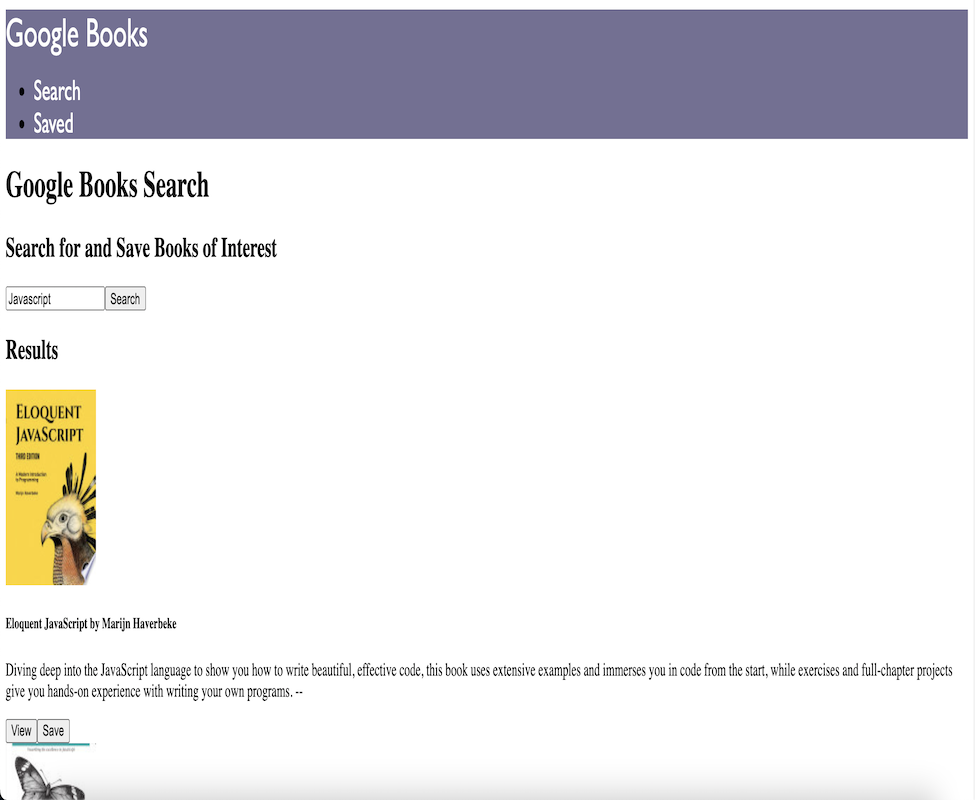 Google Books
Search
Saved
Google Books Search
Search for and Save Books of Interest
Javascript Search
Results
ELOQUENT
JAVASCRIPT
THIRD EDITION
A Modern Introduction
to Programming
Marijn Haverbeke
Eloquent JavaScript by Marijn Haverbeke
Diving deep into the JavaScript language to show you how to write beautiful, effective code, this book uses extensive examples and immerses you in code from the start, while exercises and full-chapter projects
give you hands-on experience with writing your own programs. --
View Save